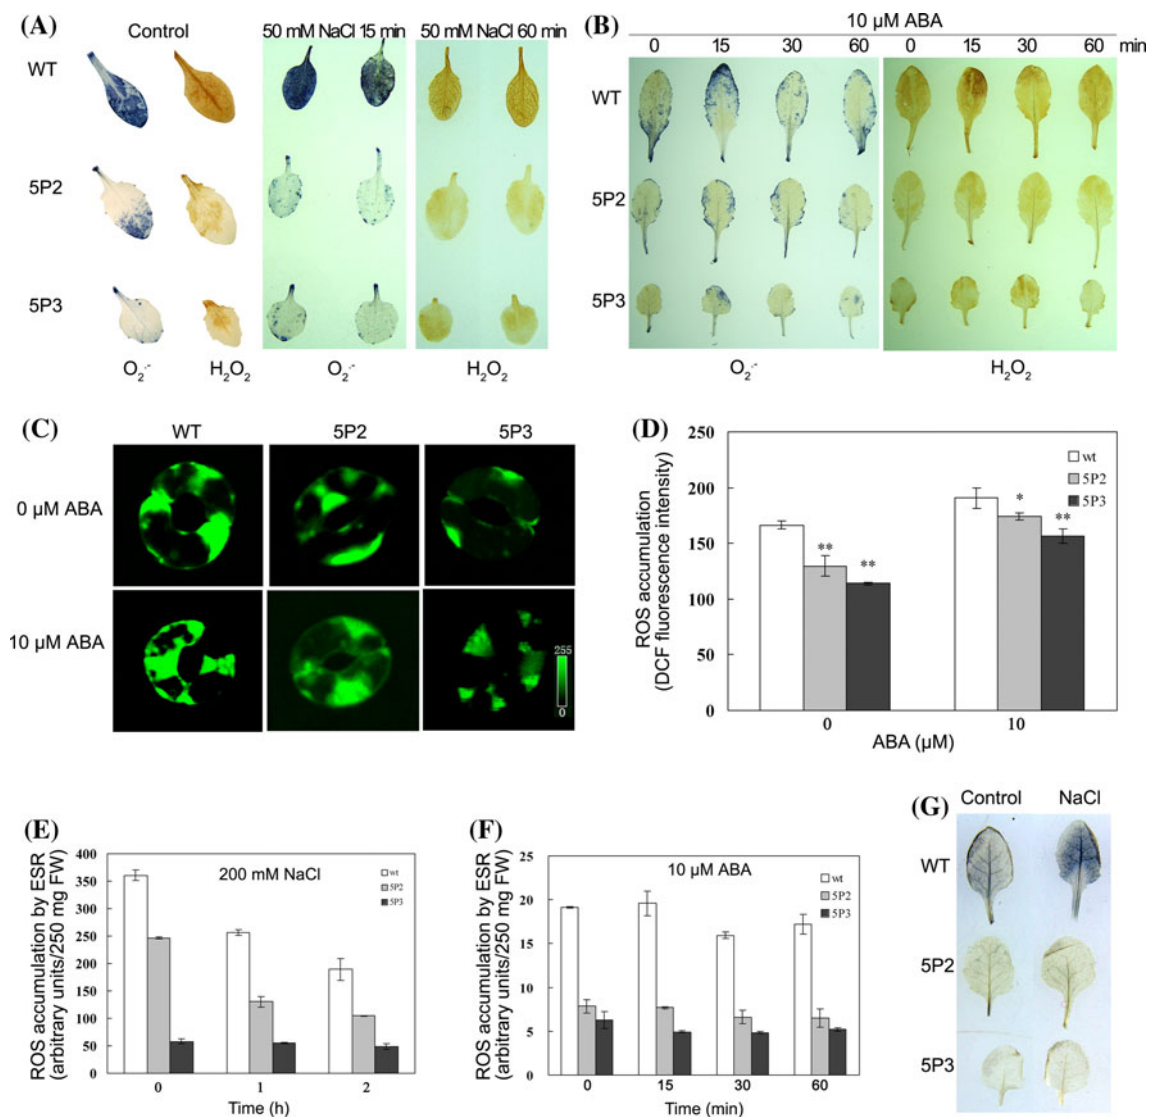 (A)
Control
50 mM NaCl 15 min
50 mM NaCl 60 min
WT
5P2
5P3
O2·-
H2O2
O2·-
H2O2
(B)
10 µM ABA
0 15 30 60 0 15 30 60 min
WT
5P2
5P3
O2·-
H2O2
(C)
WT 5P2 5P3
0 µM ABA
10 µM ABA
255
0
(D)
ROS accumulation
(DCF fluorescence intensity)
250
200
150
100
50
0
wt
5P2
5P3
** **
* **
0 10
ABA (µM)
(E)
ROS accumulation by ESR
(arbitrary units/250 mg FW)
400
350
300
250
200
150
100
50
0
200 mM NaCl
wt
5P2
5P3
0 1 2
Time (h)
(F)
ROS accumulation by ESR
(arbitrary units/250 mg FW)
25
20
15
10
5
0
10 µM ABA
wt
5P2
5P3
0 15 30 60
Time (min)
(G)
Control NaCl
WT
5P2
5P3